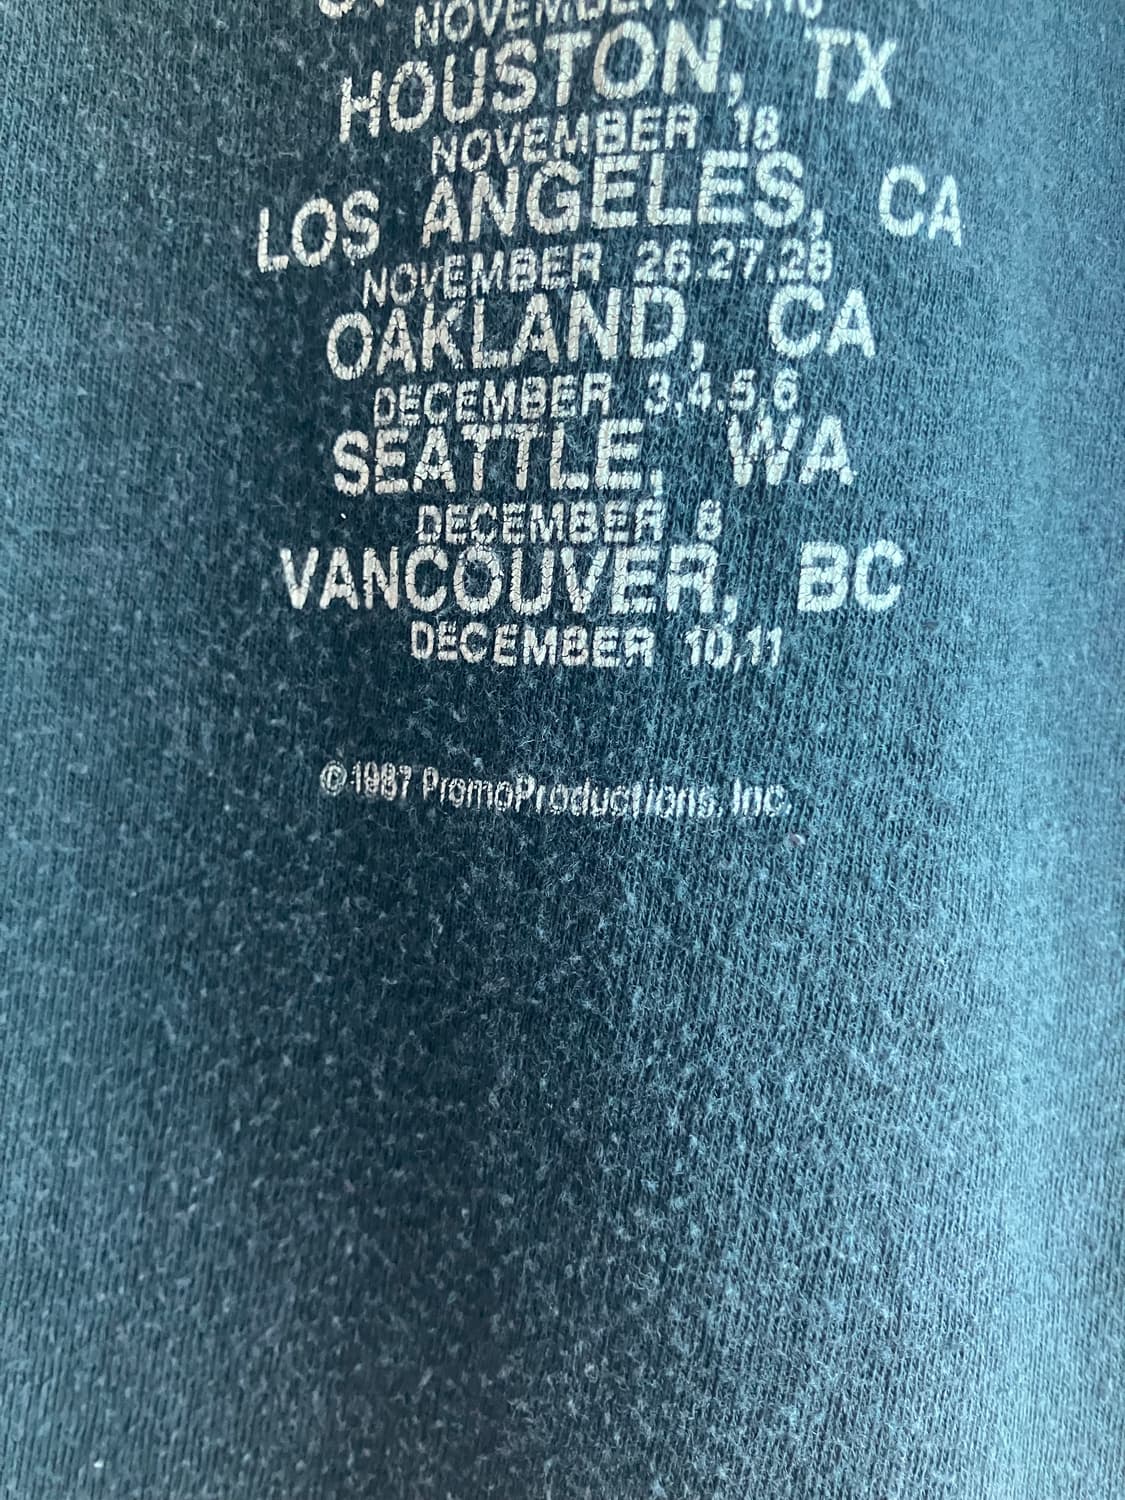 NOVEMBER
HOUSTON, TX
NOVEMBER 18
LOS ANGELES, CA
NOVEMBER 26,27,28
OAKLAND, CA
DECEMBER 3,4,5,6
SEATTLE, WA
DECEMBER 8
VANCOUVER, BC
DECEMBER 10,11
© 1987 PromoProductions, Inc.